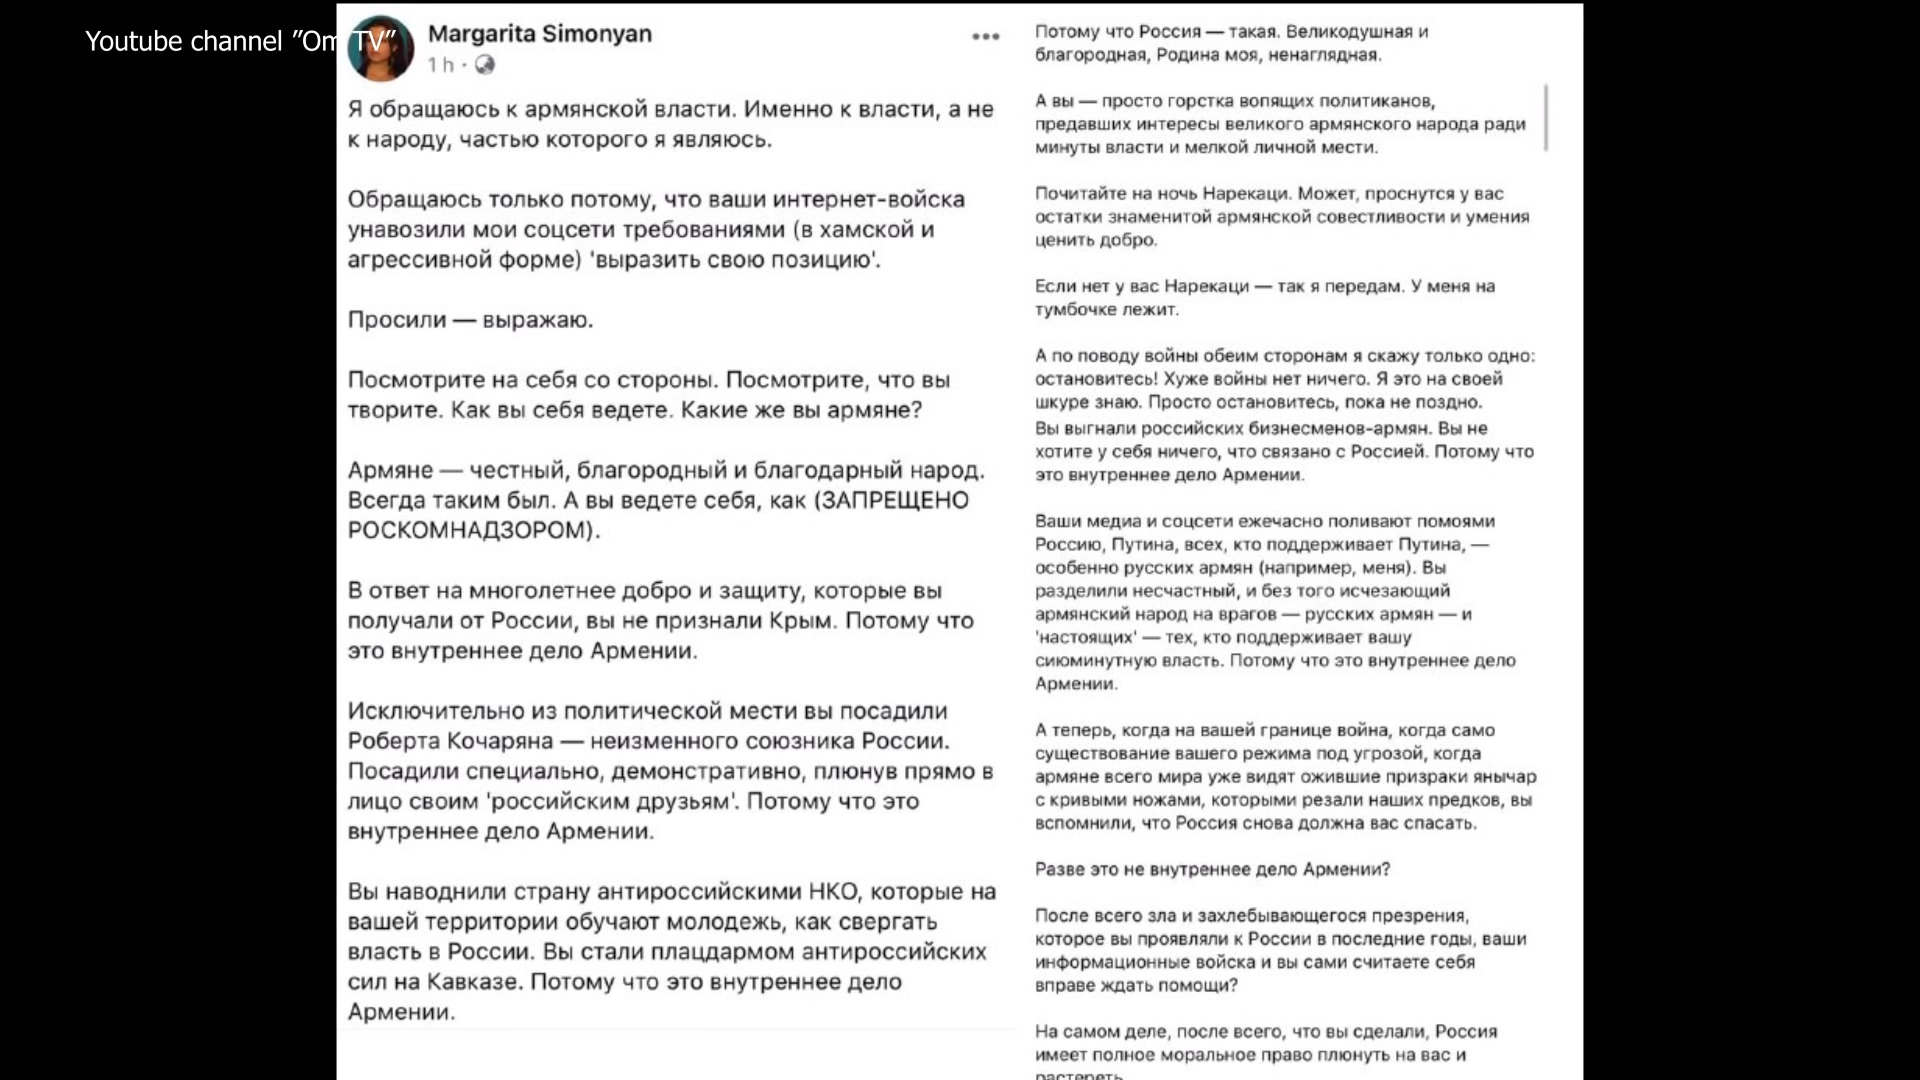 Youtube channel "Om TV"
Margarita Simonyan
1 h ·
Я обращаюсь к армянской власти. Именно к власти, а не
к народу, частью которого я являюсь.
Обращаюсь только потому, что ваши интернет-войска
унавозили мои соцсети требованиями (в хамской и
агрессивной форме) 'выразить свою позицию'.
Просили — выражаю.
Посмотрите на себя со стороны. Посмотрите, что вы
творите. Как вы себя ведете. Какие же вы армяне?
Армяне — честный, благородный и благодарный народ.
Всегда таким был. А вы ведете себя, как (ЗАПРЕЩЕНО
РОСКОМНАДЗОРОМ).
В ответ на многолетнее добро и защиту, которые вы
получали от России, вы не признали Крым. Потому что
это внутреннее дело Армении.
Исключительно из политической мести вы посадили
Роберта Кочаряна — неизменного союзника России.
Посадили специально, демонстративно, плюнув прямо в
лицо своим 'российским друзьям'. Потому что это
внутреннее дело Армении.
Вы наводнили страну антироссийскими НКО, которые на
вашей территории обучают молодежь, как свергать
власть в России. Вы стали плацдармом антироссийских
сил на Кавказе. Потому что это внутреннее дело
Армении.
Потому что Россия — такая. Великодушная и
благородная, Родина моя, ненаглядная.
А вы — просто горстка вопящих политиканов,
предавших интересы великого армянского народа ради
минуты власти и мелкой личной мести.
Почитайте на ночь Нарекаци. Может, проснутся у вас
остатки знаменитой армянской совестливости и умения
ценить добро.
Если нет у вас Нарекаци — так я передам. У меня на
тумбочке лежит.
А по поводу войны обеим сторонам я скажу только одно:
остановитесь! Хуже войны нет ничего. Я это на своей
шкуре знаю. Просто остановитесь, пока не поздно.
Вы выгнали российских бизнесменов-армян. Вы не
хотите у себя ничего, что связано с Россией. Потому что
это внутреннее дело Армении.
Ваши медиа и соцсети ежечасно поливают помоями
Россию, Путина, всех, кто поддерживает Путина, —
особенно русских армян (например, меня). Вы
разделили несчастный, и без того исчезающий
армянский народ на врагов — русских армян — и
'настоящих' — тех, кто поддерживает вашу
сиюминутную власть. Потому что это внутреннее дело
Армении.
А теперь, когда на вашей границе война, когда само
существование вашего режима под угрозой, когда
армяне всего мира уже видят ожившие призраки янычар
с кривыми ножами, которыми резали наших предков, вы
вспомнили, что Россия снова должна вас спасать.
Разве это не внутреннее дело Армении?
После всего зла и захлебывающегося презрения,
которое вы проявляли к России в последние годы, ваши
информационные войска и вы сами считаете себя
вправе ждать помощи?
На самом деле, после всего, что вы сделали, Россия
имеет полное моральное право плюнуть на вас и
растереть.